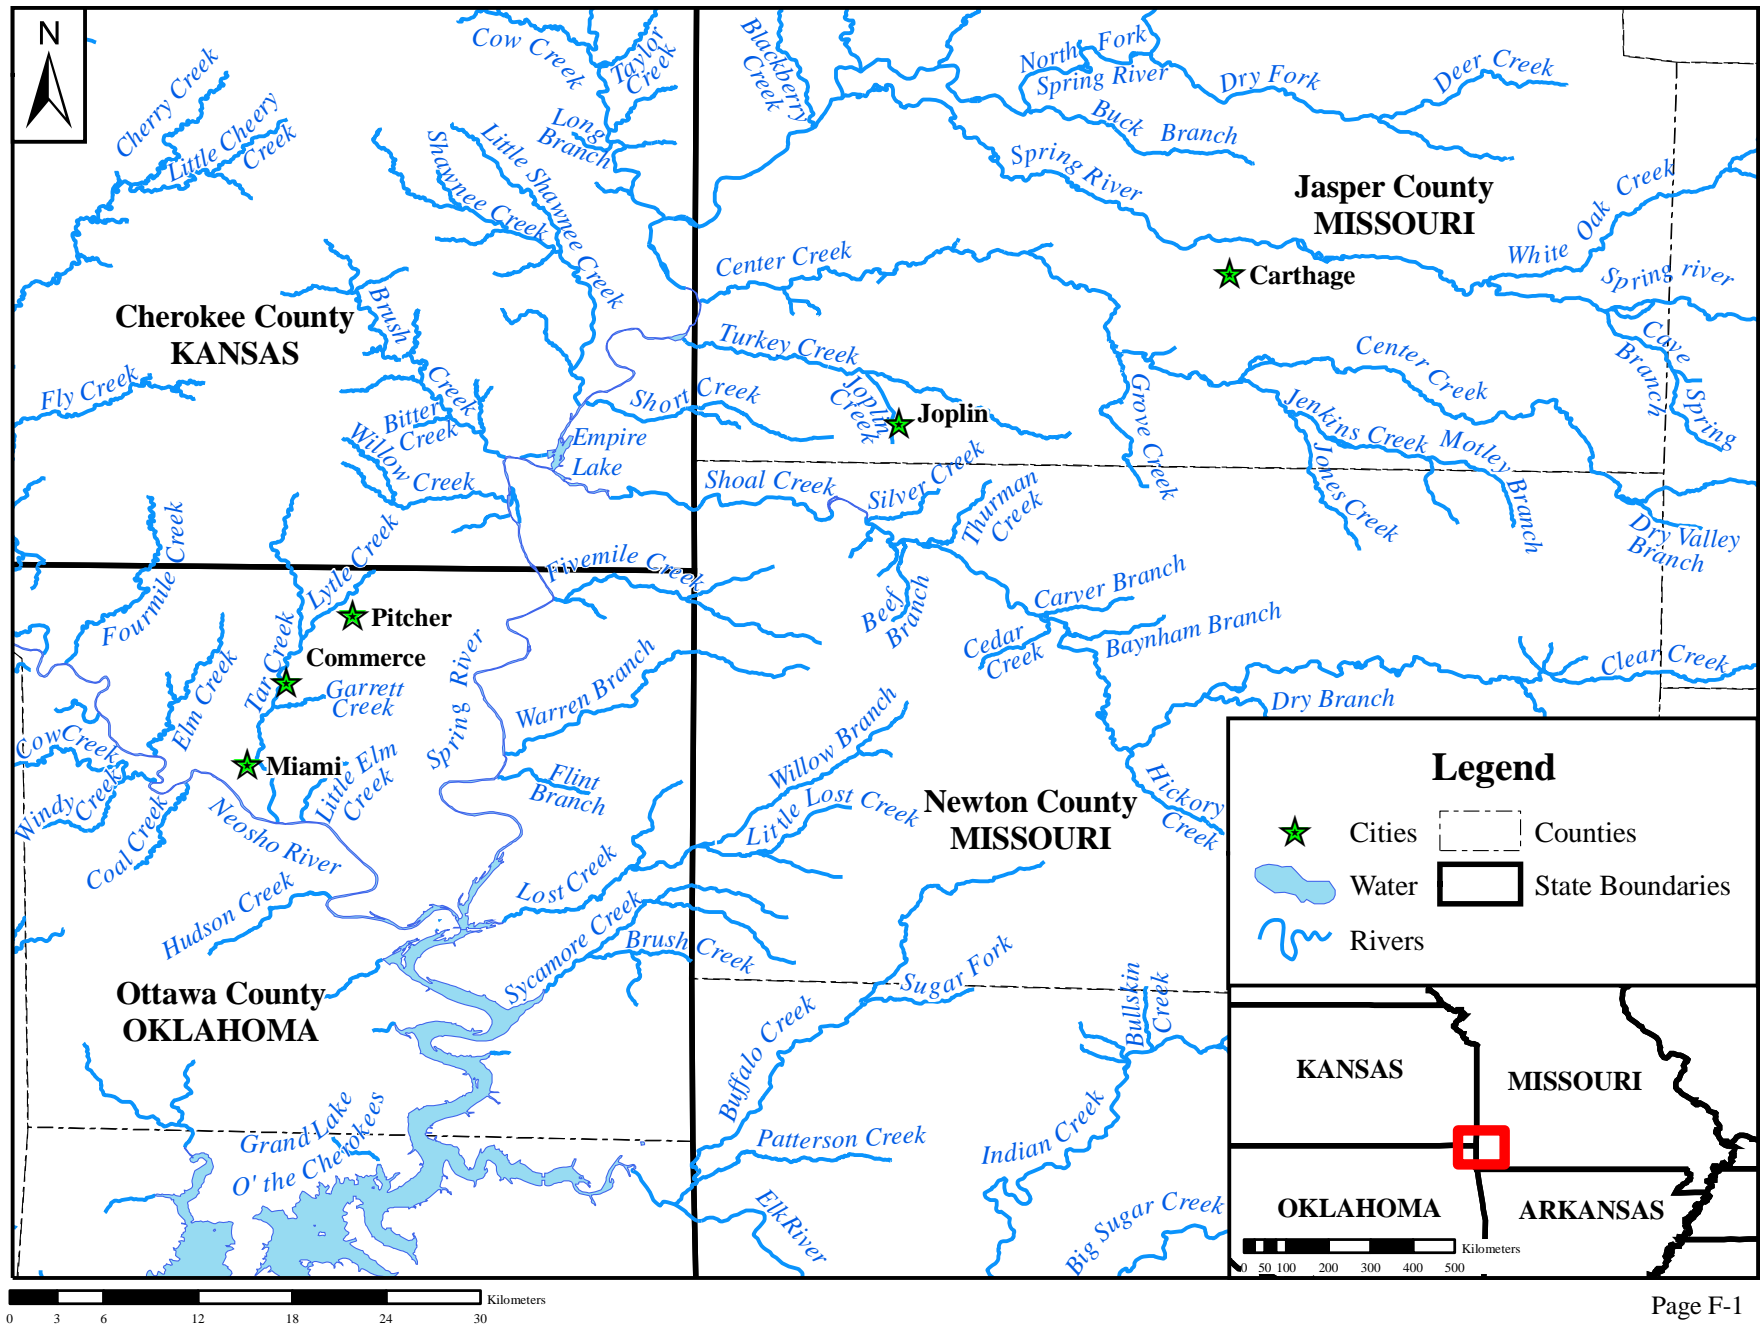 N
Cow Creek
Taylor
Creek
Blackberry
Creek
North Fork
Spring River
Dry Fork
Deer Creek
Cherry Creek
Little Cheery
Creek
Long
Branch
Buck Branch
Shawnee Creek
Little Shawnee Creek
Spring River
Jasper County
MISSOURI
White Oak Creek
Spring river
Center Creek
Carthage
Cherokee County
KANSAS
Brush
Creek
Turkey Creek
Center Creek
Cave
Spring
Branch
Fly Creek
Short Creek
Joplin
Creek
Joplin
Grove Creek
Jenkins Creek
Motley
Branch
Bitter
Creek
Willow Creek
Empire
Lake
Shoal Creek
Silver Creek
Thurman
Creek
Jones Creek
Dry Valley
Branch
Fourmile Creek
Lytle Creek
Fivemile Creek
Pitcher
Beef
Branch
Carver Branch
Cedar
Creek
Baynham Branch
Tar Creek
Commerce
Garrett
Creek
Elm Creek
Spring River
Warren Branch
Clear Creek
Dry Branch
CowCreek
Windy
Creek
Miami
Little Elm
Creek
Flint
Branch
Willow Branch
Little Lost Creek
Hickory
Creek
Coal Creek
Neosho River
Newton County
MISSOURI
Lost Creek
Hudson Creek
Sycamore Creek
Brush Creek
Sugar Fork
Ottawa County
OKLAHOMA
Buffalo Creek
Bullskin
Creek
Grand Lake
O' the Cherokees
Patterson Creek
Indian Creek
ElkRiver
Big Sugar Creek
Legend
Cities
Counties
Water
State Boundaries
Rivers
KANSAS
MISSOURI
OKLAHOMA
ARKANSAS
Kilometers
0 50 100 200 300 400 500
Kilometers
0 3 6 12 18 24 30
Page F-1